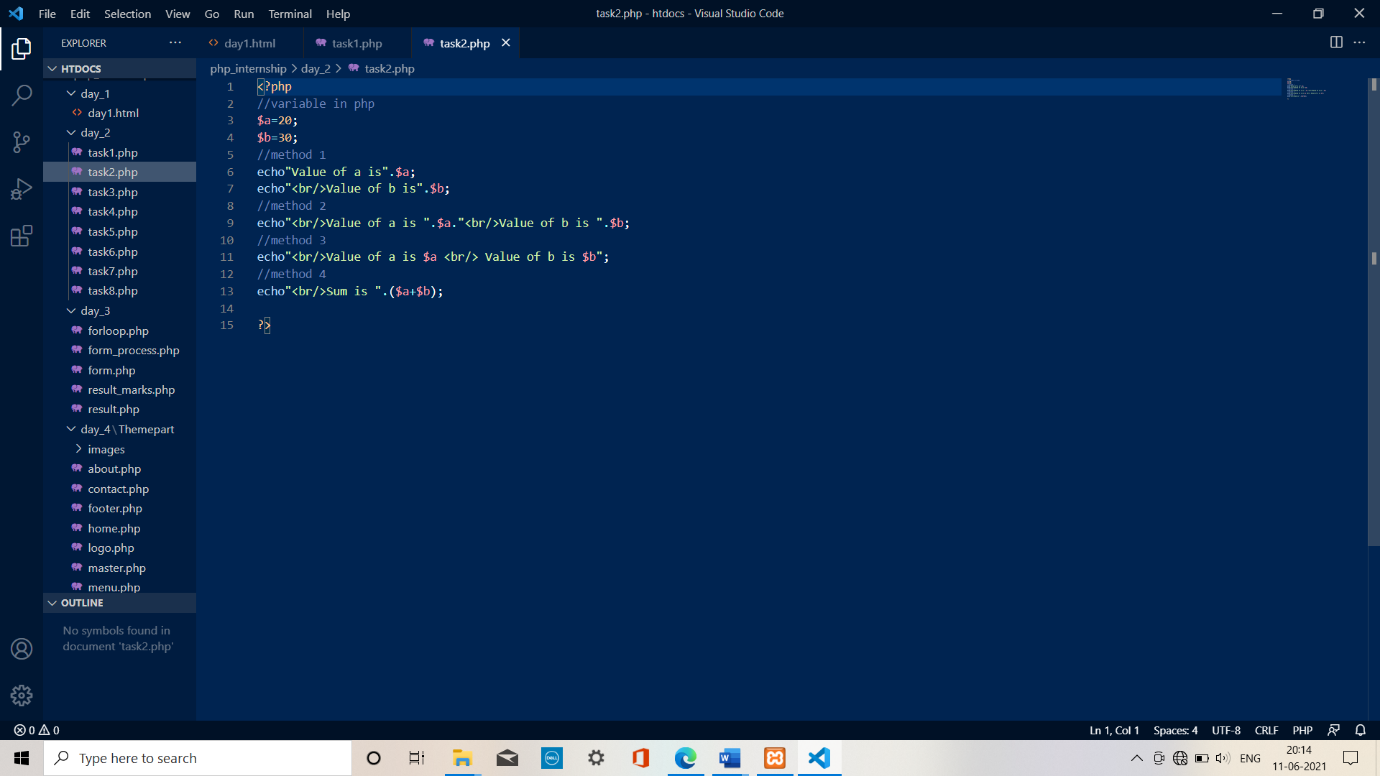 File Edit Selection View Go Run Terminal Help
task2.php - htdocs - Visual Studio Code
EXPLORER
day1.html
task1.php
task2.php
HTDOCS
php_internship > day_2 > task2.php
day_1
day1.html
day_2
task1.php
task2.php
task3.php
task4.php
task5.php
task6.php
task7.php
task8.php
day_3
forloop.php
form_process.php
form.php
result_marks.php
result.php
day_4\Themepart
images
about.php
contact.php
footer.php
home.php
logo.php
master.php
menu.php
OUTLINE
No symbols found in
document 'task2.php'
1 <?php
2 //variable in php
3 $a=20;
4 $b=30;
5 //method 1
6 echo"Value of a is".$a;
7 echo"<br/>Value of b is".$b;
8 //method 2
9 echo"<br/>Value of a is ".$a."<br/>Value of b is ".$b;
10 //method 3
11 echo"<br/>Value of a is $a <br/> Value of b is $b";
12 //method 4
13 echo"<br/>Sum is ".($a+$b);
14
15 ?>
0 0
Ln 1, Col 1 Spaces: 4 UTF-8 CRLF PHP
Type here to search
DELL
ENG
20:14
11-06-2021